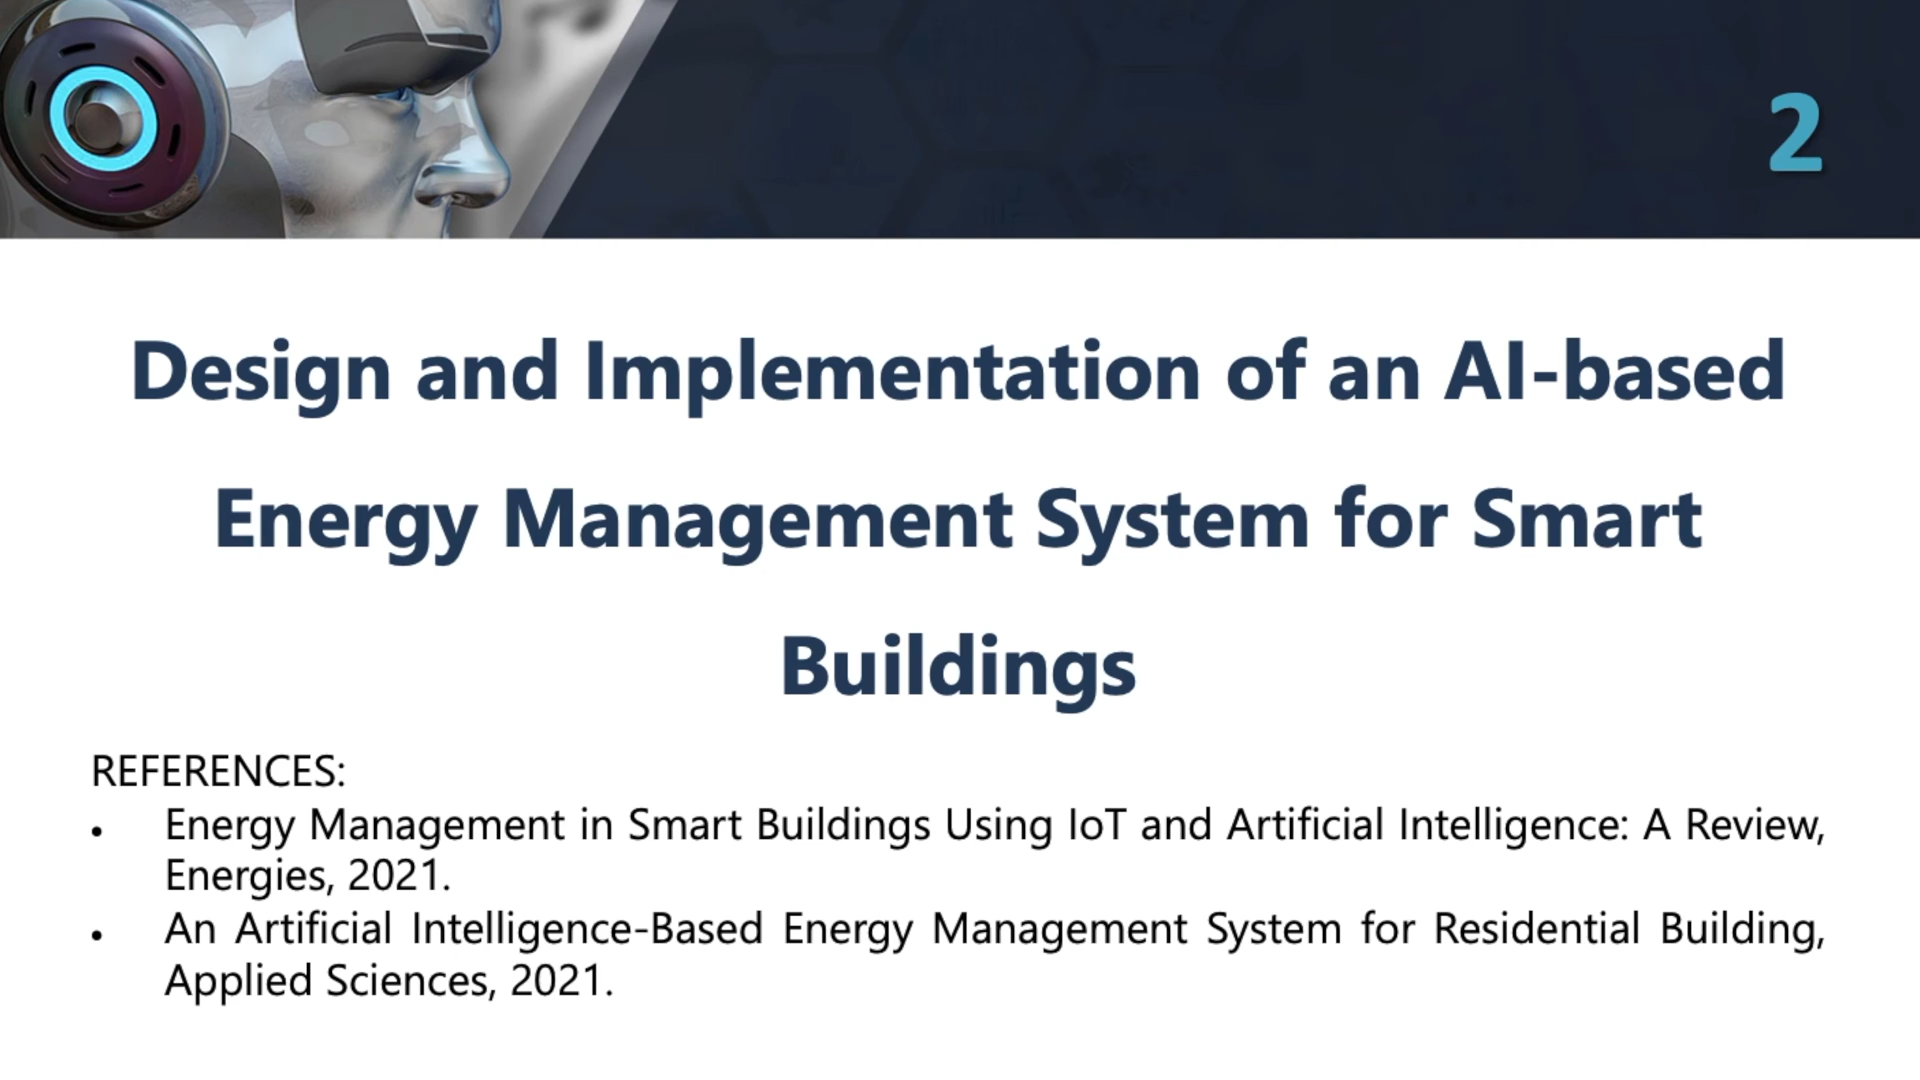 2
Design and Implementation of an AI-based
Energy Management System for Smart
Buildings
REFERENCES:
• Energy Management in Smart Buildings Using IoT and Artificial Intelligence: A Review,
Energies, 2021.
• An Artificial Intelligence-Based Energy Management System for Residential Building,
Applied Sciences, 2021.